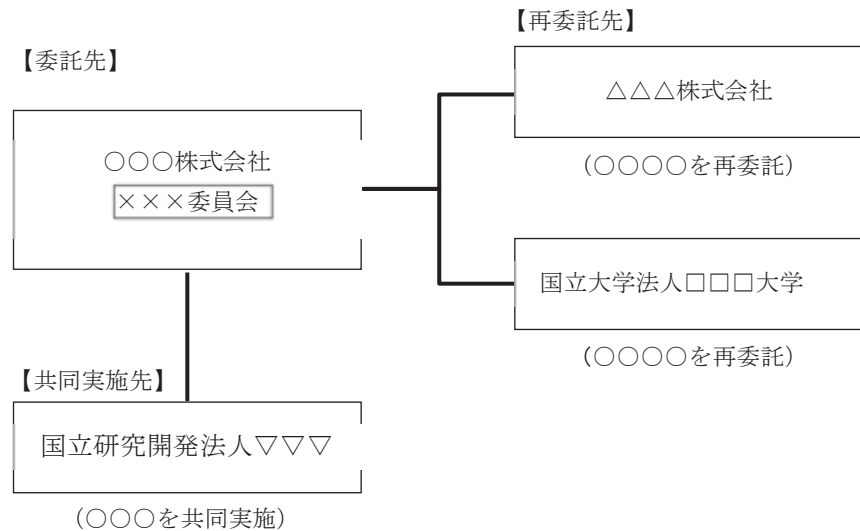 【委託先】
○○○株式会社
×××委員会
【再委託先】
△△△株式会社
（○○○○を再委託）
国立大学法人□□□大学
（○○○○を再委託）
【共同実施先】
国立研究開発法人▽▽▽
（○○○を共同実施）